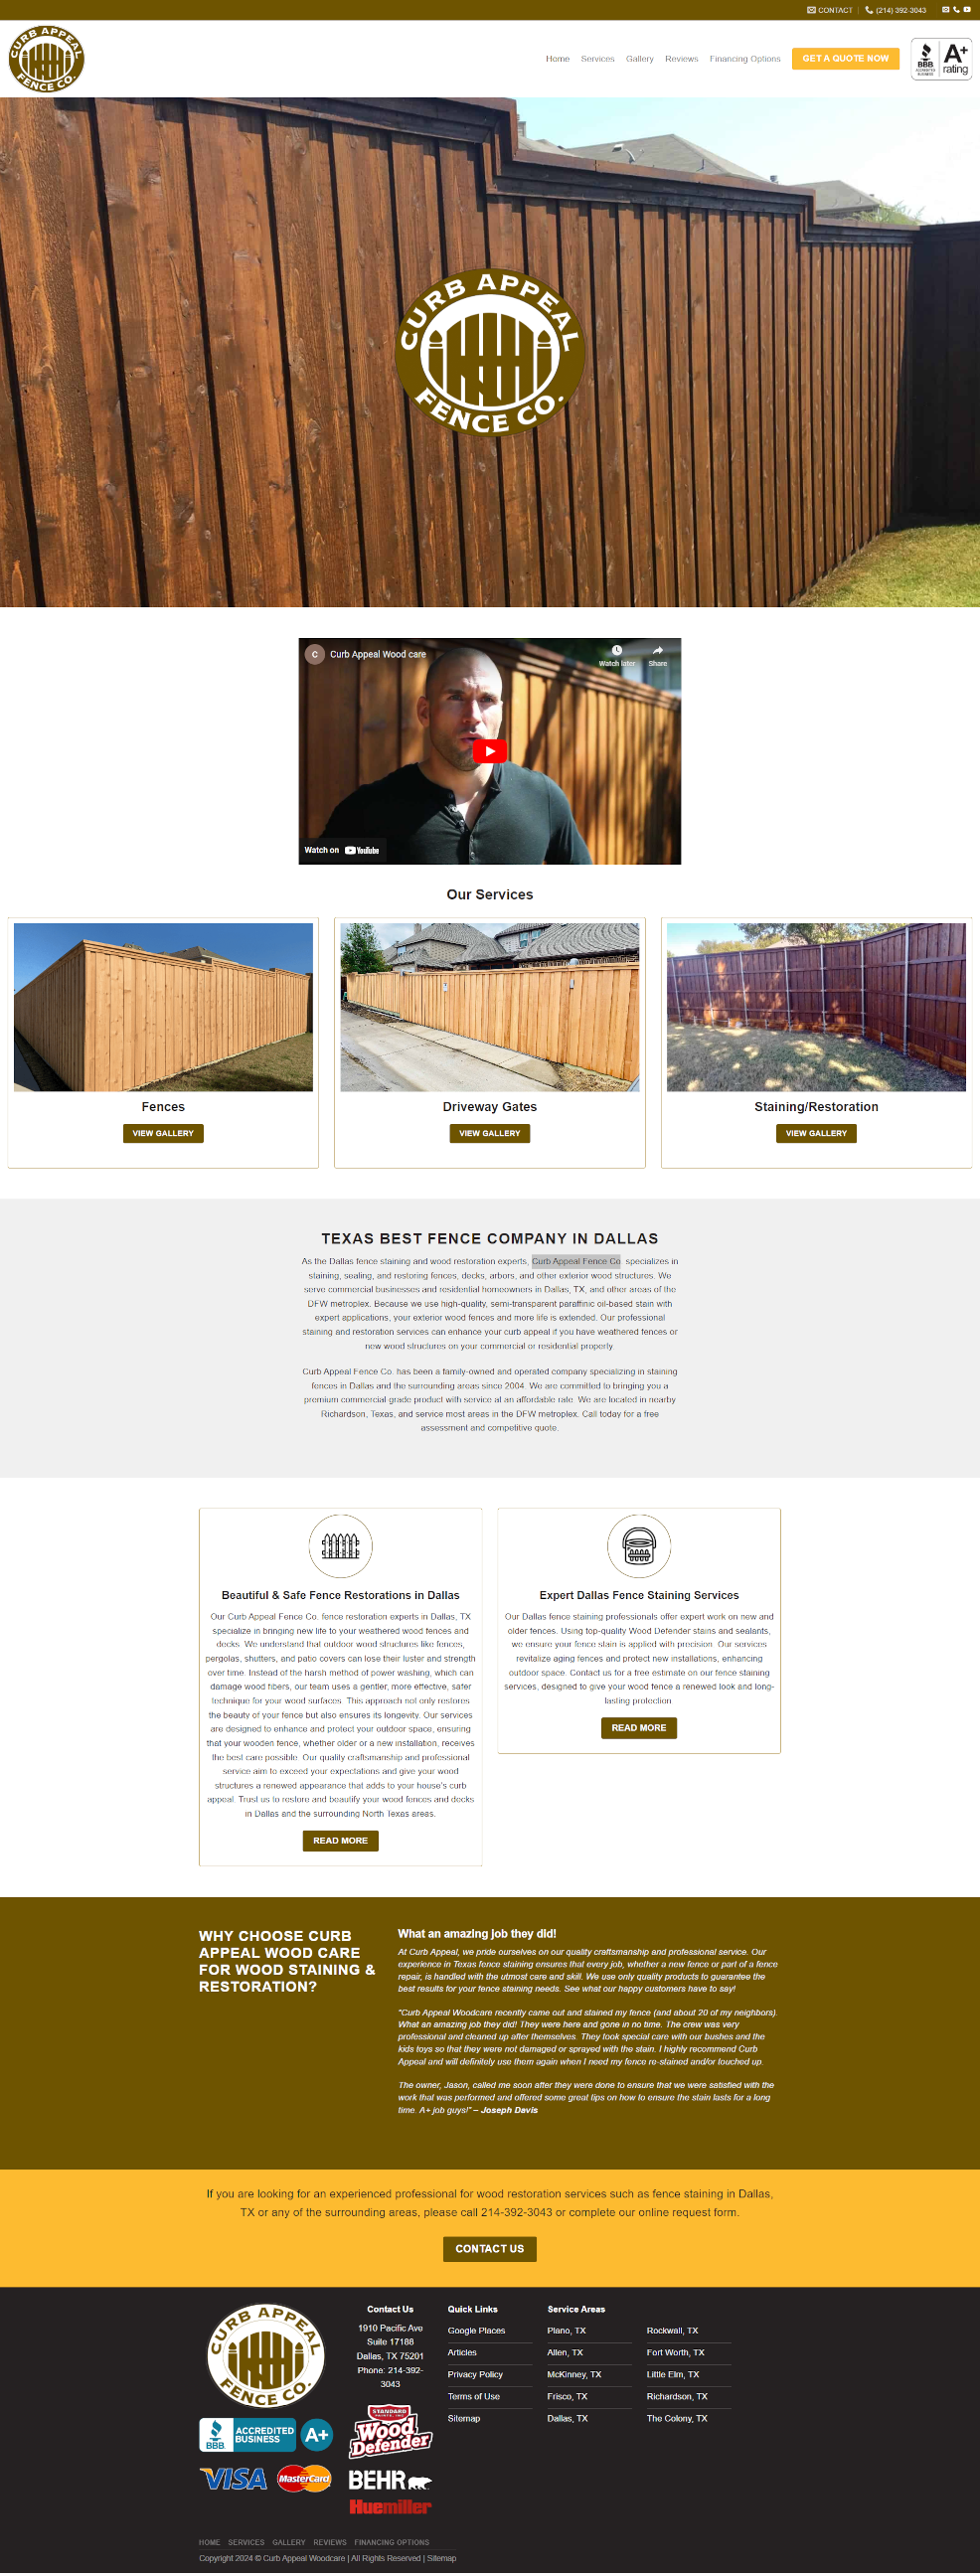 CONTACT | (214) 392-3043
CURB APPEAL FENCE CO.
Home Services Gallery Reviews Financing Options GET A QUOTE NOW
BBB ACCREDITED BUSINESS A+ rating
CURB APPEAL
FENCE CO.
C Curb Appeal Wood care
Watch later Share
Watch on YouTube
Our Services
Fences
VIEW GALLERY
Driveway Gates
VIEW GALLERY
Staining/Restoration
VIEW GALLERY
TEXAS BEST FENCE COMPANY IN DALLAS
As the Dallas fence staining and wood restoration experts, Curb Appeal Fence Co. specializes in
staining, sealing, and restoring fences, decks, arbors, and other exterior wood structures. We
serve commercial businesses and residential homeowners in Dallas, TX, and other areas of the
DFW metroplex. Because we use high-quality, semi-transparent paraffinic oil-based stain with
expert applications, your exterior wood fences and more life is extended. Our professional
staining and restoration services can enhance your curb appeal if you have weathered fences or
new wood structures on your commercial or residential property.
Curb Appeal Fence Co. has been a family-owned and operated company specializing in staining
fences in Dallas and the surrounding areas since 2004. We are committed to bringing you a
premium commercial-grade product with service at an affordable rate. We are located in nearby
Richardson, Texas, and service most areas in the DFW metroplex. Call today for a free
assessment and competitive quote.
Beautiful & Safe Fence Restorations in Dallas
Our Curb Appeal Fence Co. fence restoration experts in Dallas, TX
specialize in bringing new life to your weathered wood fences and
decks. We understand that outdoor wood structures like fences,
pergolas, shutters, and patio covers can lose their luster and strength
over time. Instead of the harsh method of power washing, which can
damage wood fibers, our team uses a gentler, more effective, safer
technique for your wood surfaces. This approach not only restores
the beauty of your fence but also ensures its longevity. Our services
are designed to enhance and protect your outdoor space, ensuring
that your wooden fence, whether older or a new installation, receives
the best care possible. Our quality craftsmanship and professional
service aim to exceed your expectations and give your wood
structures a renewed appearance that adds to your house's curb
appeal. Trust us to restore and beautify your wood fences and decks
in Dallas and the surrounding North Texas areas.
READ MORE
Expert Dallas Fence Staining Services
Our Dallas fence staining professionals offer expert work on new and
older fences. Using top-quality Wood Defender stains and sealants,
we ensure your fence stain is applied with precision. Our services
revitalize aging fences and protect new installations, enhancing
outdoor space. Contact us for a free estimate on our fence staining
services, designed to give your wood fence a renewed look and long-
lasting protection.
READ MORE
WHY CHOOSE CURB
APPEAL WOOD CARE
FOR WOOD STAINING &
RESTORATION?
What an amazing job they did!
At Curb Appeal, we pride ourselves on our quality craftsmanship and professional service. Our
experience in Texas fence staining ensures that every job, whether a new fence or part of a fence
repair, is handled with the utmost care and skill. We use only quality products to guarantee the
best results for your fence staining needs. See what our happy customers have to say!
"Curb Appeal Woodcare recently came out and stained my fence (and about 20 of my neighbors).
What an amazing job they did! They were here and gone in no time. The crew was very
professional and cleaned up after themselves. They took special care with our bushes and the
kids toys so that they were not damaged or sprayed with the stain. I highly recommend Curb
Appeal and will definitely use them again when I need my fence re-stained and/or touched up.
The owner, Jason, called me soon after they were done to ensure that we were satisfied with the
work that was performed and offered some great tips on how to ensure the stain lasts for a long
time. A+ job guys!" – Joseph Davis
If you are looking for an experienced professional for wood restoration services such as fence staining in Dallas,
TX or any of the surrounding areas, please call 214-392-3043 or complete our online request form.
CONTACT US
CURB APPEAL
FENCE CO.
BBB. ACCREDITED BUSINESS A+
VISA MasterCard
Contact Us
1910 Pacific Ave
Suite 17188
Dallas, TX 75201
Phone: 214-392-
3043
STANDARD PAINTS, INC.
Wood
Defender
BEHR
Huemiller
Quick Links
Google Places
Articles
Privacy Policy
Terms of Use
Sitemap
Service Areas
Plano, TX
Allen, TX
McKinney, TX
Frisco, TX
Dallas, TX
Rockwall, TX
Fort Worth, TX
Little Elm, TX
Richardson, TX
The Colony, TX
HOME SERVICES GALLERY REVIEWS FINANCING OPTIONS
Copyright 2024 © Curb Appeal Woodcare | All Rights Reserved | Sitemap